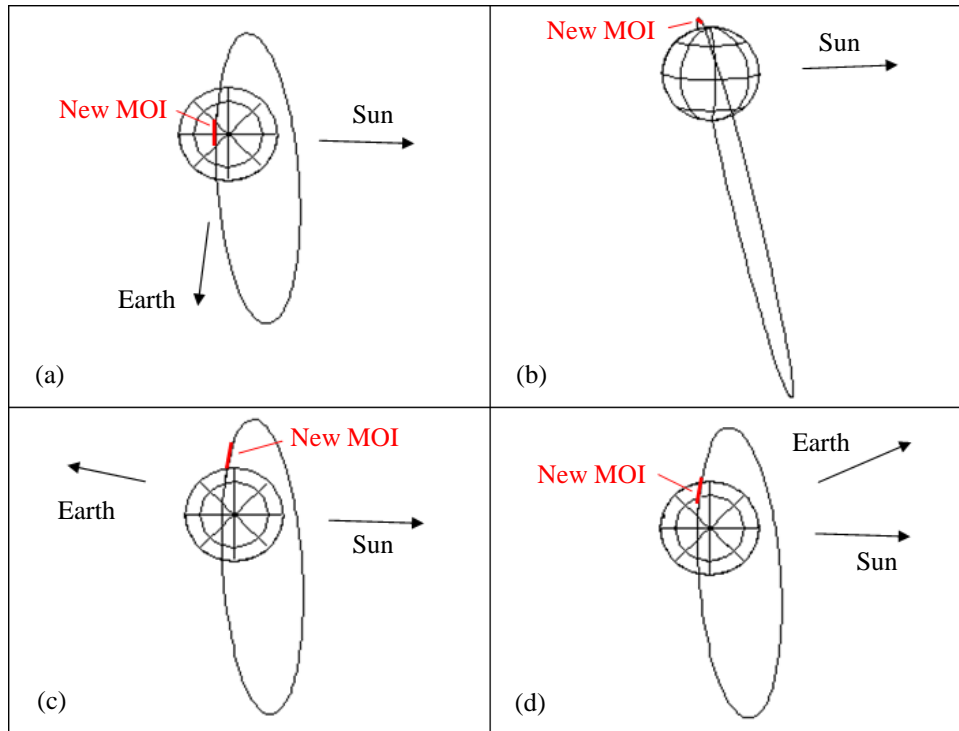 New MOI
Sun
Earth
(a)
New MOI
Sun
(b)
New MOI
Earth
Sun
(c)
Earth
New MOI
Sun
(d)